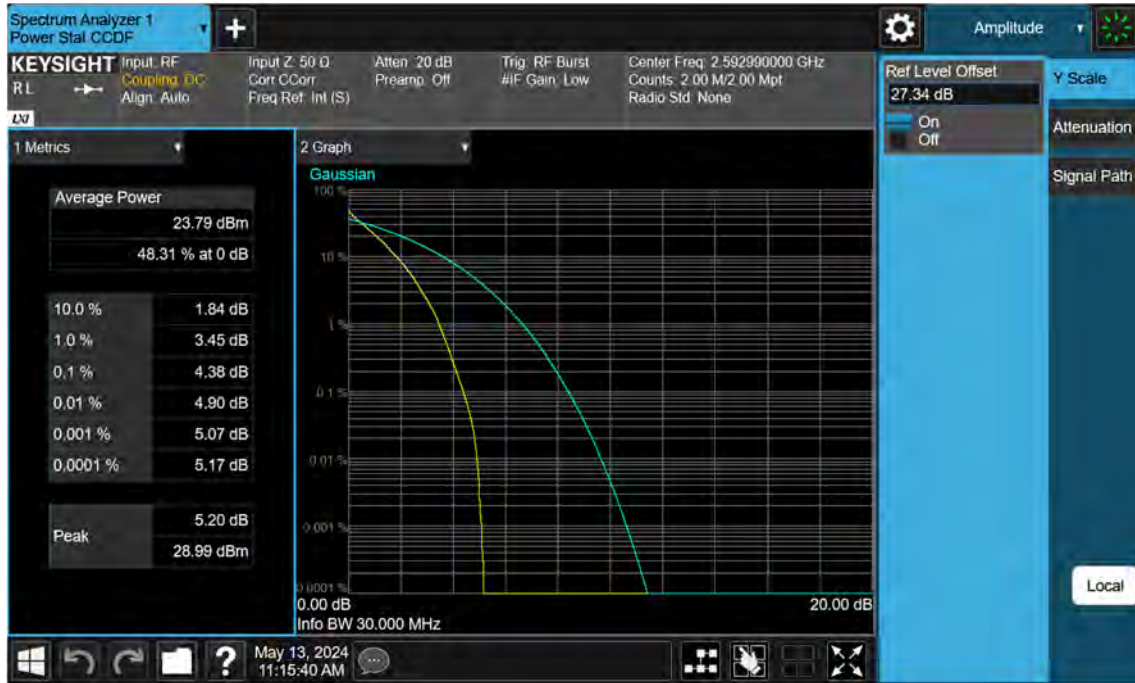 Spectrum Analyzer 1
Power Stat CCDF
+
Amplitude
KEYSIGHT
RL
LXI
Input: RF
Coupling: DC
Align: Auto
Input Z: 50 Ω
Corr CCorr
Freq Ref: Int (S)
Atten: 20 dB
Preamp: Off
Trig: RF Burst
#IF Gain: Low
Center Freq: 2.592990000 GHz
Counts: 2.00 M/2.00 Mpt
Radio Std: None
Ref Level Offset
27.34 dB
On
Off
Y Scale
Attenuation
Signal Path
1 Metrics
Average Power
23.79 dBm
48.31 % at 0 dB
10.0 % 1.84 dB
1.0 % 3.45 dB
0.1 % 4.38 dB
0.01 % 4.90 dB
0.001 % 5.07 dB
0.0001 % 5.17 dB
Peak
5.20 dB
28.99 dBm
2 Graph
Gaussian
100 %
10 %
1 %
0.1 %
0.01 %
0.001 %
0.0001 %
0.00 dB 20.00 dB
Info BW 30.000 MHz
Local
?
May 13, 2024
11:15:40 AM